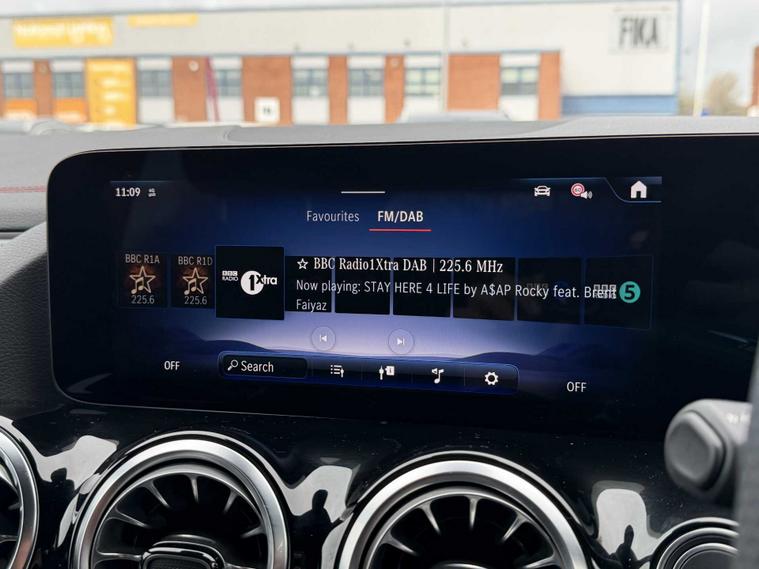 FIKA
11:09
Favourites FM/DAB
BBC R1A
225.6
BBC R1D
225.6
BBC
RADIO
1Xtra
☆ BBC Radio1Xtra DAB | 225.6 MHz
Now playing: STAY HERE 4 LIFE by A$AP Rocky feat. Brent
Faiyaz
5
OFF
Search
OFF